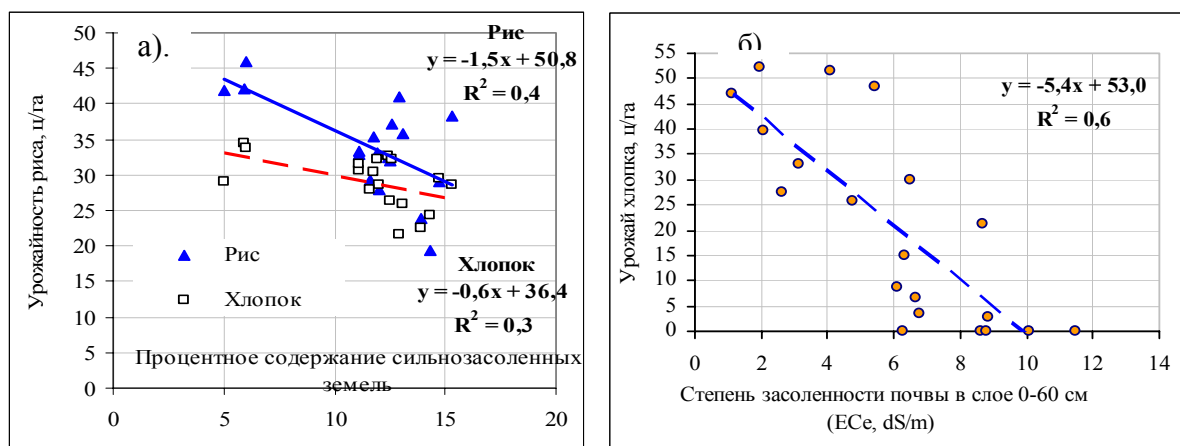 а).
Рис
y = -1,5x + 50,8
R² = 0,4
Урожайность риса, ц/га
50
45
40
35
30
25
20
15
10
5
0
Рис
Хлопок
Хлопок
y = -0,6x + 36,4
R² = 0,3
Процентное содержание сильнозасоленных
земель
0 5 10 15 20
б)
y = -5,4x + 53,0
R² = 0,6
Урожай хлопка, ц/га
55
50
45
40
35
30
25
20
15
10
5
0
0 2 4 6 8 10 12 14
Степень засоленности почвы в слое 0-60 см
(ECe, dS/m)